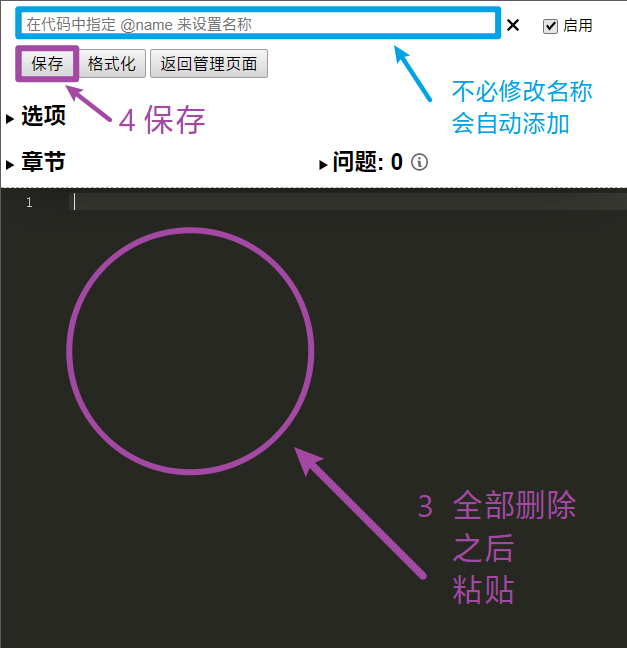 在代码中指定 @name 来设置名称
启用
保存
格式化
返回管理页面
不必修改名称
会自动添加
4 保存
选项
章节
问题: 0
1
3 全部删除
之后
粘贴